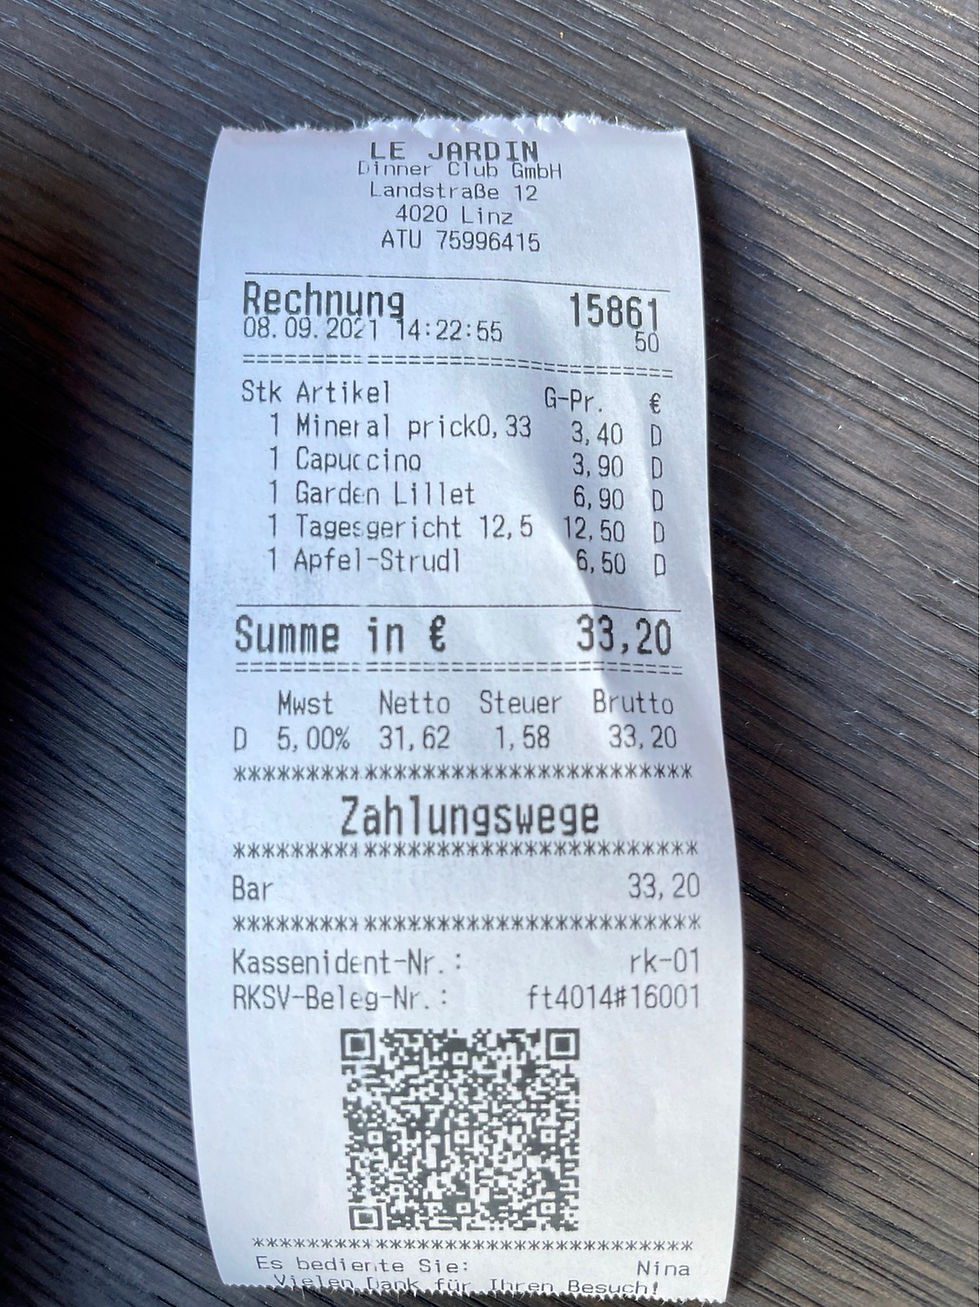 LE JARDIN
Dinner Club GmbH
Landstraße 12
4020 Linz
ATU 75996415
Rechnung 15861
08.09.2021 14:22:55 50
======================================
Stk Artikel G-Pr. €
1 Mineral prick0,33 3,40 D
1 Capuccino 3,90 D
1 Garden Lillet 6,90 D
1 Tagesgericht 12,5 12,50 D
1 Apfel-Strudl 6,50 D
Summe in € 33,20
======================================
Mwst Netto Steuer Brutto
D 5,00% 31,62 1,58 33,20
********************************
Zahlungswege
********************************
Bar 33,20
********************************
Kassenident-Nr.: rk-01
RKSV-Beleg-Nr.: ft4014#16001
********************************
Es bediente Sie: Nina
Vielen Dank für Ihren Besuch!